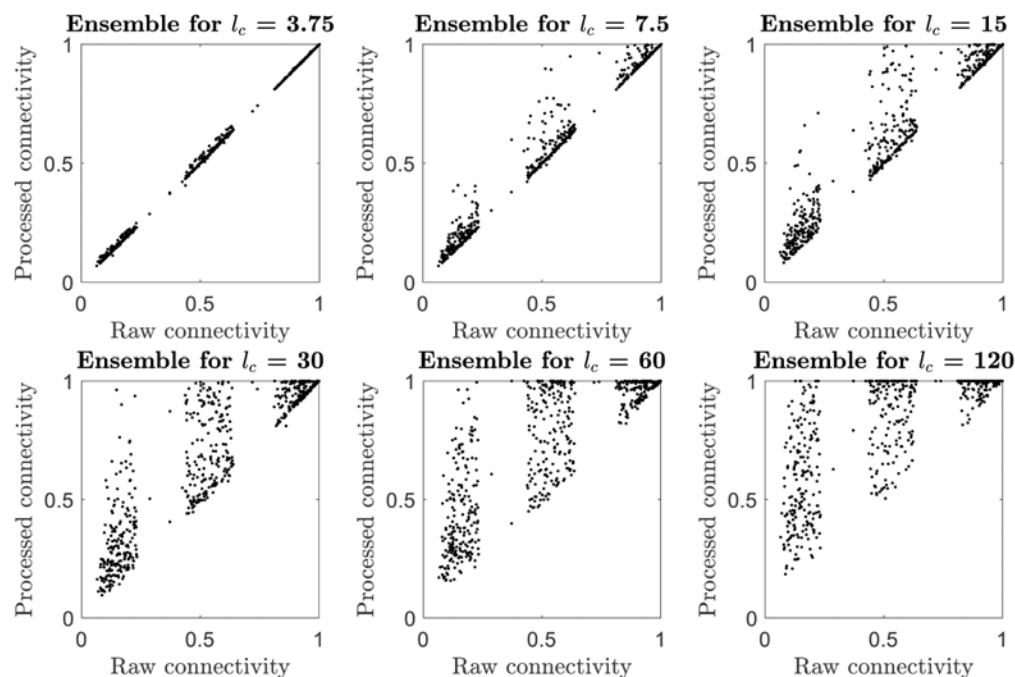 Ensemble for l_c = 3.75
Processed connectivity
1
0.5
0
0
0.5
1
Raw connectivity
Ensemble for l_c = 7.5
Processed connectivity
1
0.5
0
0
0.5
1
Raw connectivity
Ensemble for l_c = 15
Processed connectivity
1
0.5
0
0
0.5
1
Raw connectivity
Ensemble for l_c = 30
Processed connectivity
1
0.5
0
0
0.5
1
Raw connectivity
Ensemble for l_c = 60
Processed connectivity
1
0.5
0
0
0.5
1
Raw connectivity
Ensemble for l_c = 120
Processed connectivity
1
0.5
0
0
0.5
1
Raw connectivity